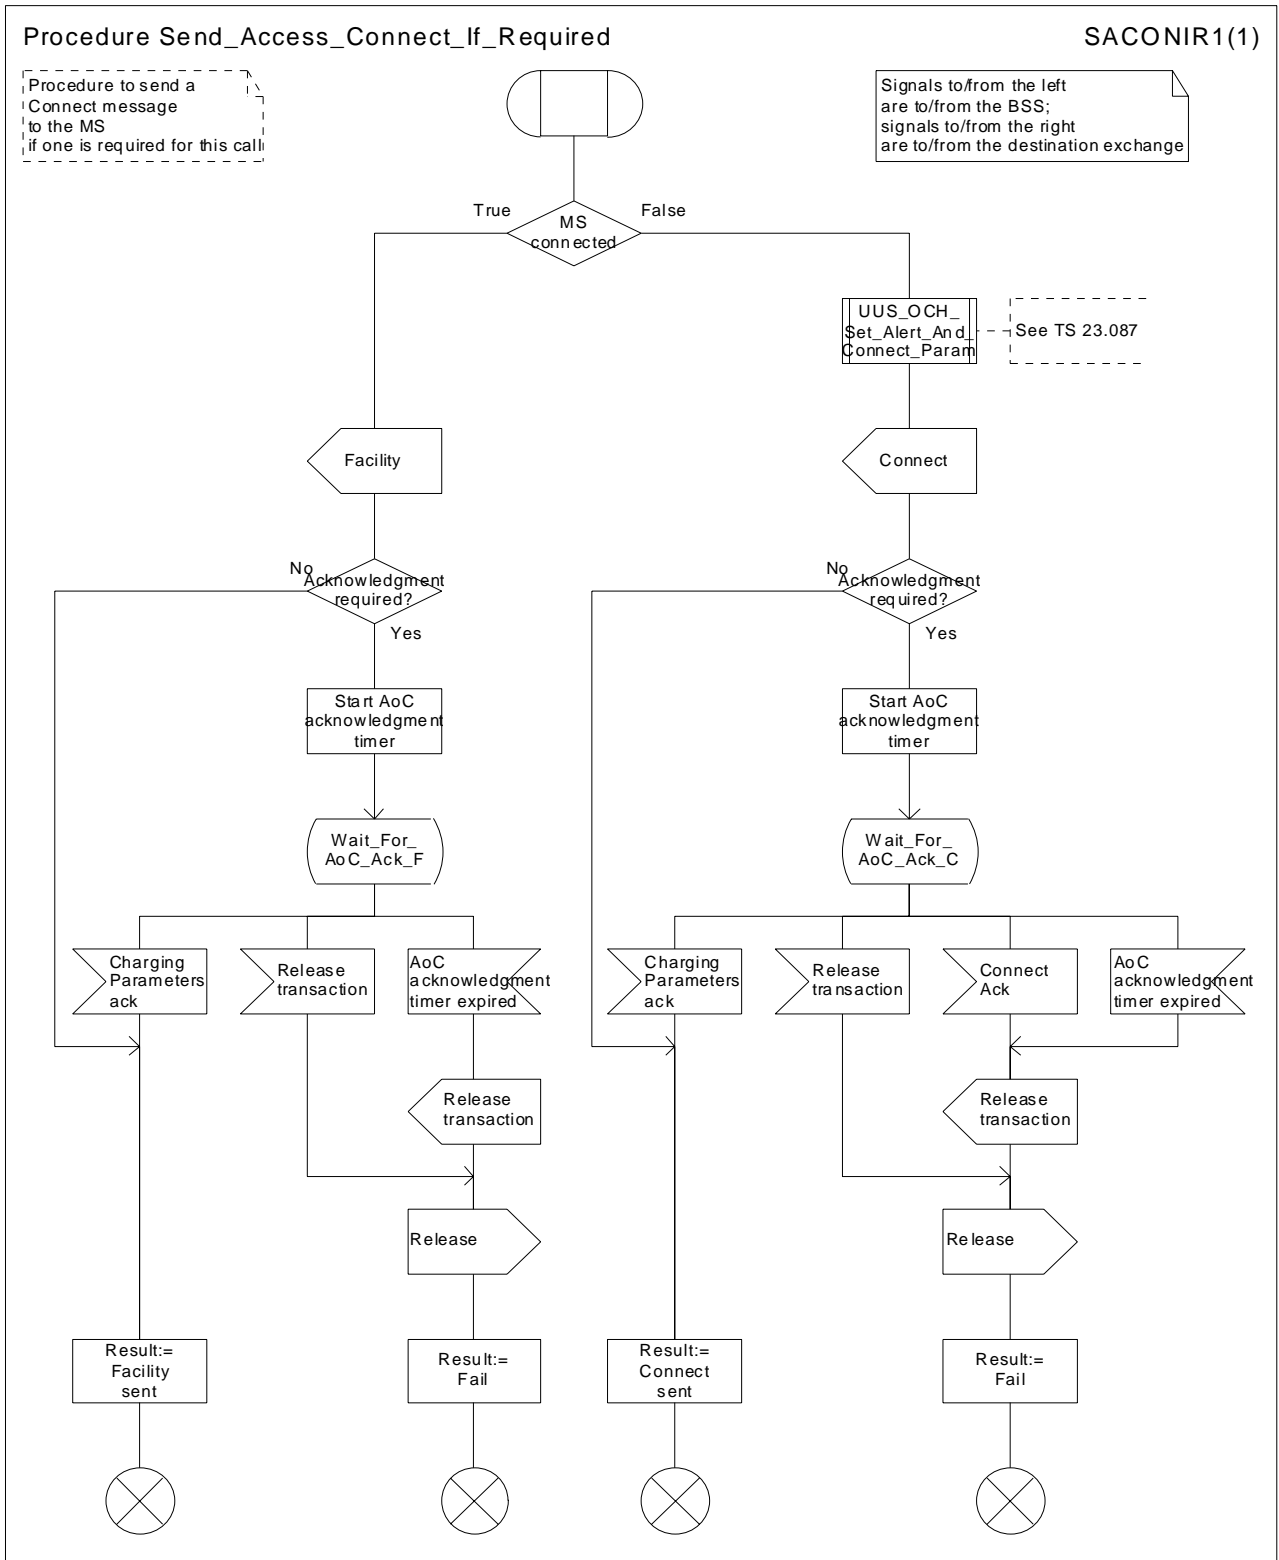 Procedure Send_Access_Connect_If_Required
SACONIR1(1)
Procedure to send a
Connect message
to the MS
if one is required for this call
Signals to/from the left
are to/from the BSS;
signals to/from the right
are to/from the destination exchange
True
MS
connected
False
UUS_OCH_
Set_Alert_And_
Connect_Param
See TS 23.087
Facility
Connect
No
Acknowledgment
required?
Yes
No
Acknowledgment
required?
Yes
Start AoC
acknowledgment
timer
Start AoC
acknowledgment
timer
Wait_For_
AoC_Ack_F
Wait_For_
AoC_Ack_C
Charging
Parameters
ack
Release
transaction
AoC
acknowledgment
timer expired
Charging
Parameters
ack
Release
transaction
Connect
Ack
AoC
acknowledgment
timer expired
Release
transaction
Release
transaction
Release
Release
Result:=
Facility
sent
Result:=
Fail
Result:=
Connect
sent
Result:=
Fail